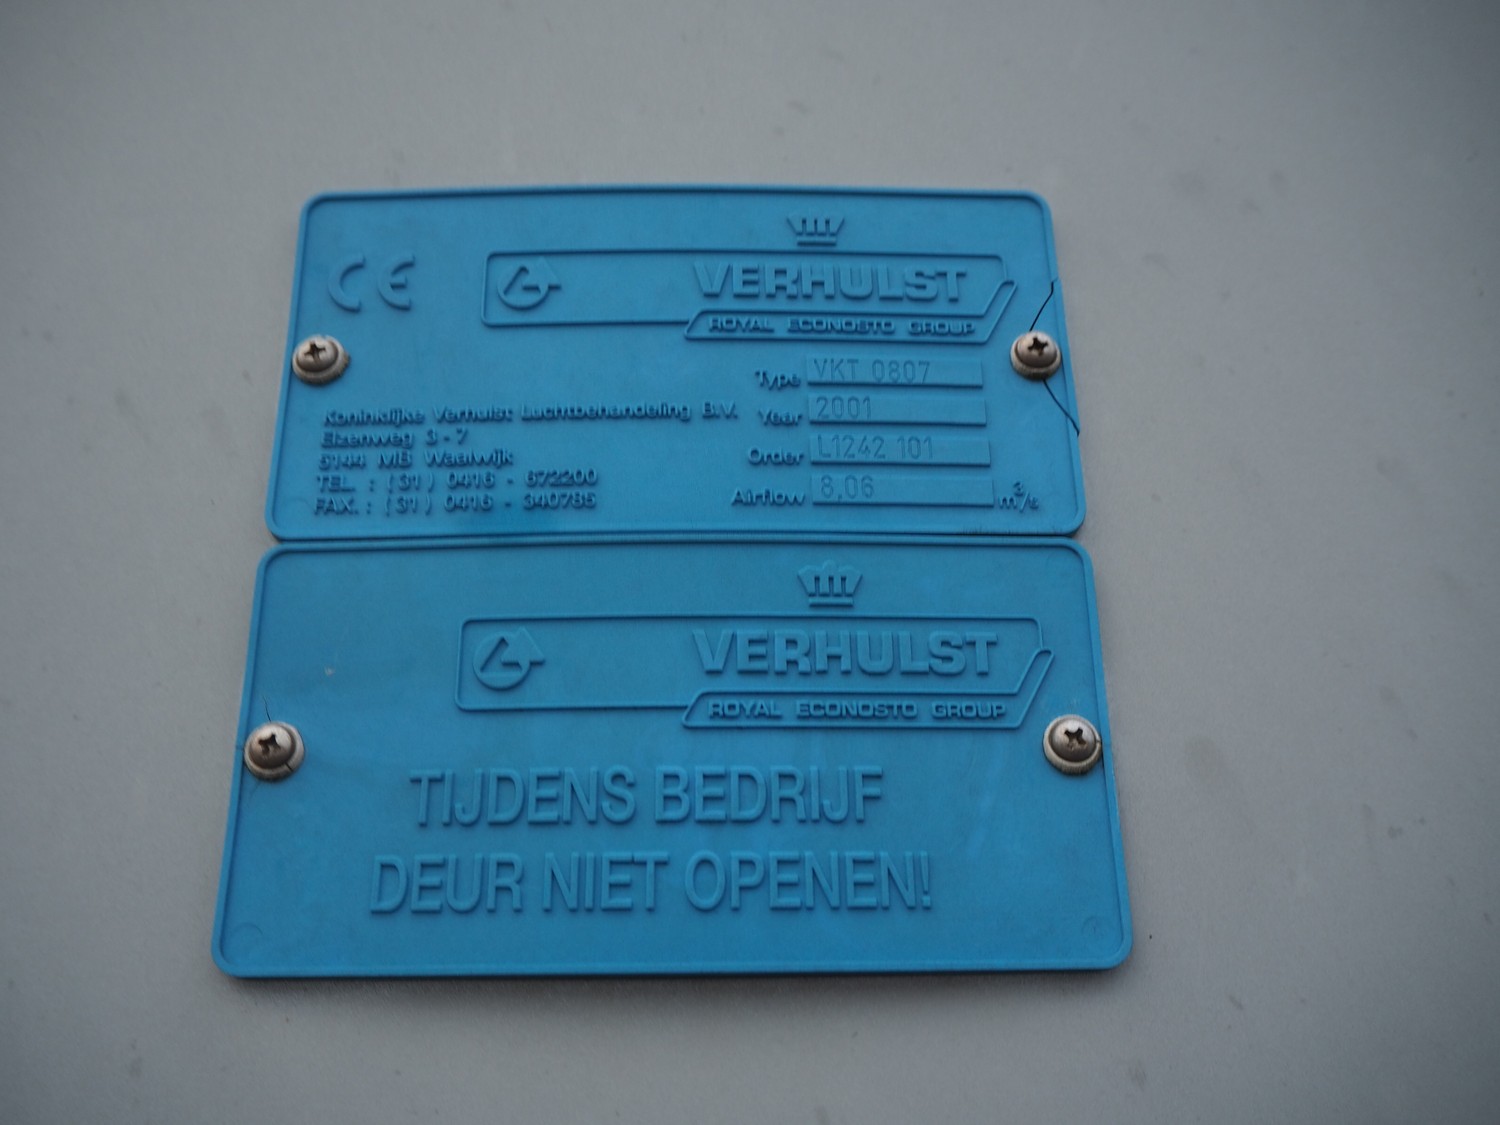 CE
VERHULST
ROYAL ECONOSTO GROUP
Type VKT 0807
Year 2001
Order L1242 101
Airflow 8,06 m³/s
Koninklijke Verhulst Luchtbehandeling B.V.
Elzenweg 3 - 7
5144 MB Waalwijk
TEL. : (31) 0416 - 672200
FAX. : (31) 0416 - 340785
VERHULST
ROYAL ECONOSTO GROUP
TIJDENS BEDRIJF
DEUR NIET OPENEN!